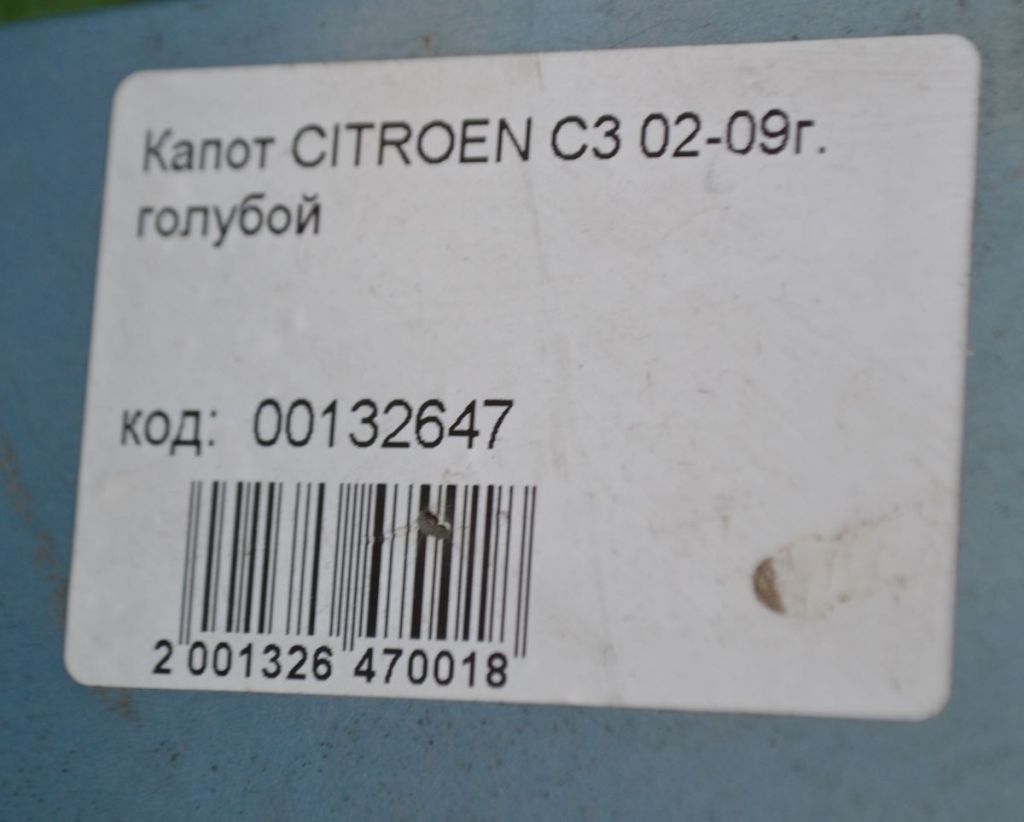 Капот CITROEN C3 02-09г.
голубой
код: 00132647
2 001326 470018